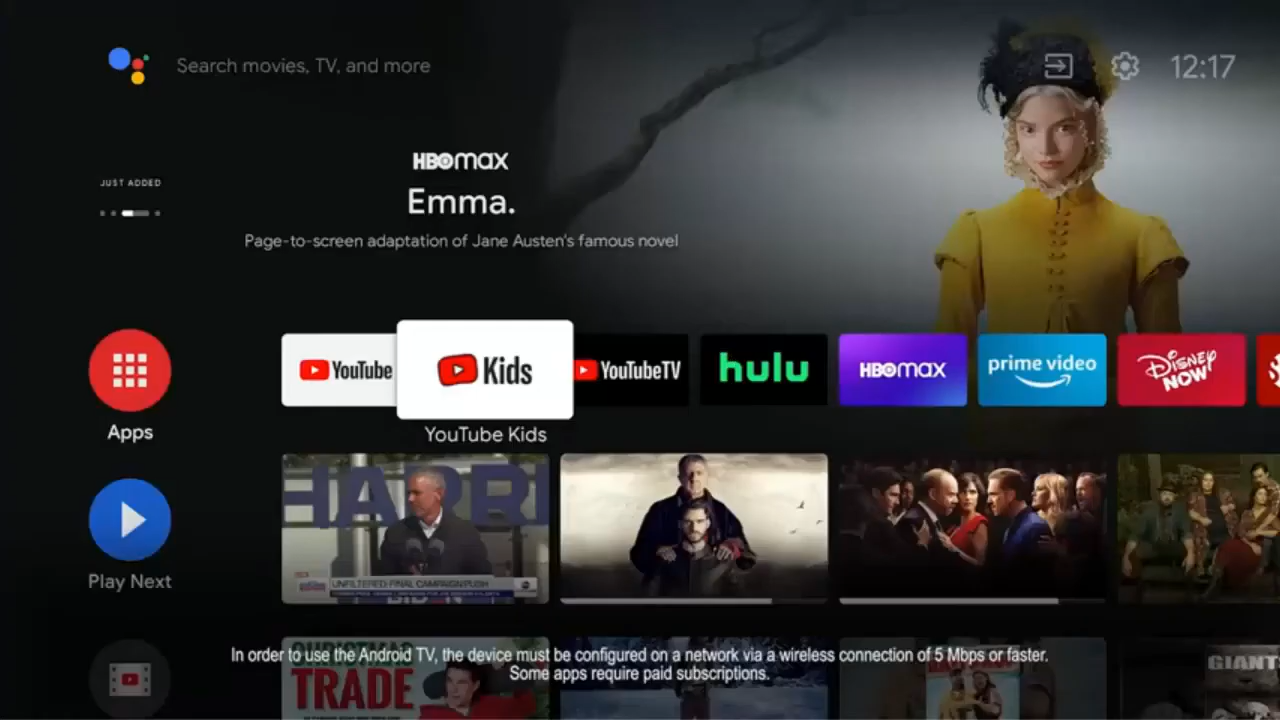 Search movies, TV, and more
12:17
HBOMAX
JUST ADDED
Emma.
Page-to-screen adaptation of Jane Austen's famous novel
Apps
YouTube
Kids
YouTubeTV
hulu
HBOMAX
prime video
DISNEY NOW
YouTube Kids
HARRI
UNFILTERED: FINAL CAMPAIGN PUSH
Play Next
CHRISTMAS
TRADE
GIANT
In order to use the Android TV, the device must be configured on a network via a wireless connection of 5 Mbps or faster.
Some apps require paid subscriptions.